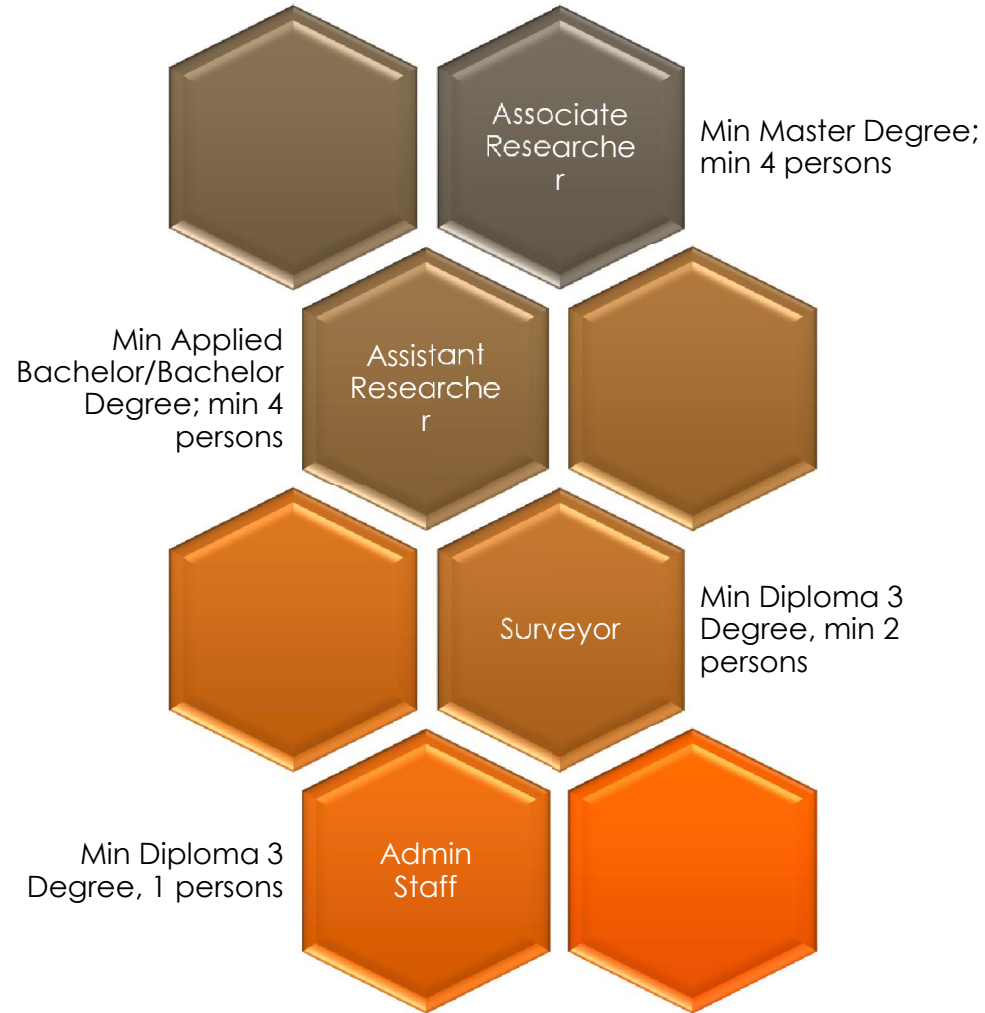 Associate
Researche
r
Min Master Degree;
min 4 persons
Min Applied
Bachelor/Bachelor
Degree; min 4
persons
Assistant
Researche
r
Surveyor
Min Diploma 3
Degree, min 2
persons
Min Diploma 3
Degree, 1 persons
Admin
Staff